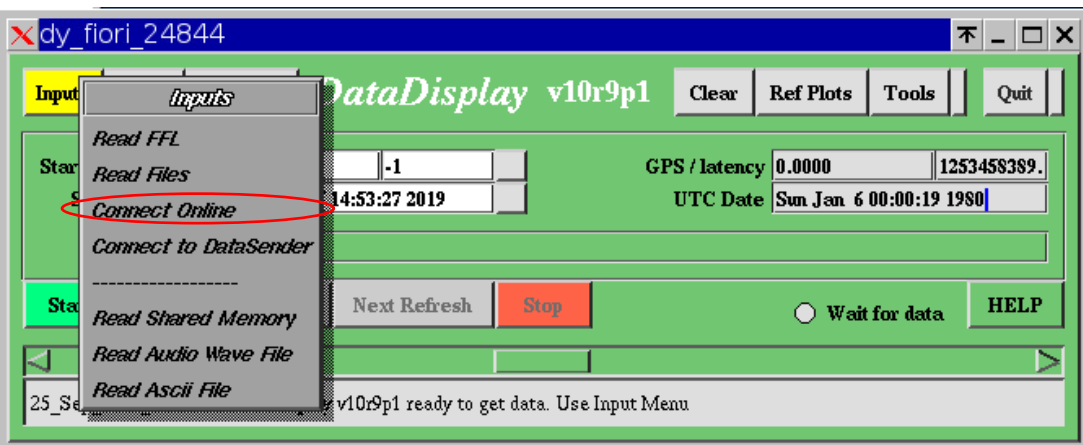 dy_fiori_24844
Input DataDisplay v10r9p1 Clear Ref Plots Tools Quit
Inputs
Read FFL
Read Files
Connect Online
Connect to DataSender
------------------
Read Shared Memory
Read Audio Wave File
Read Ascii File
Star -1 GPS / latency 0.0000 1253458389.
S 14:53:27 2019 UTC Date Sun Jan 6 00:00:19 1980
Sta Next Refresh Stop Wait for data HELP
25_Se v10r9p1 ready to get data. Use Input Menu